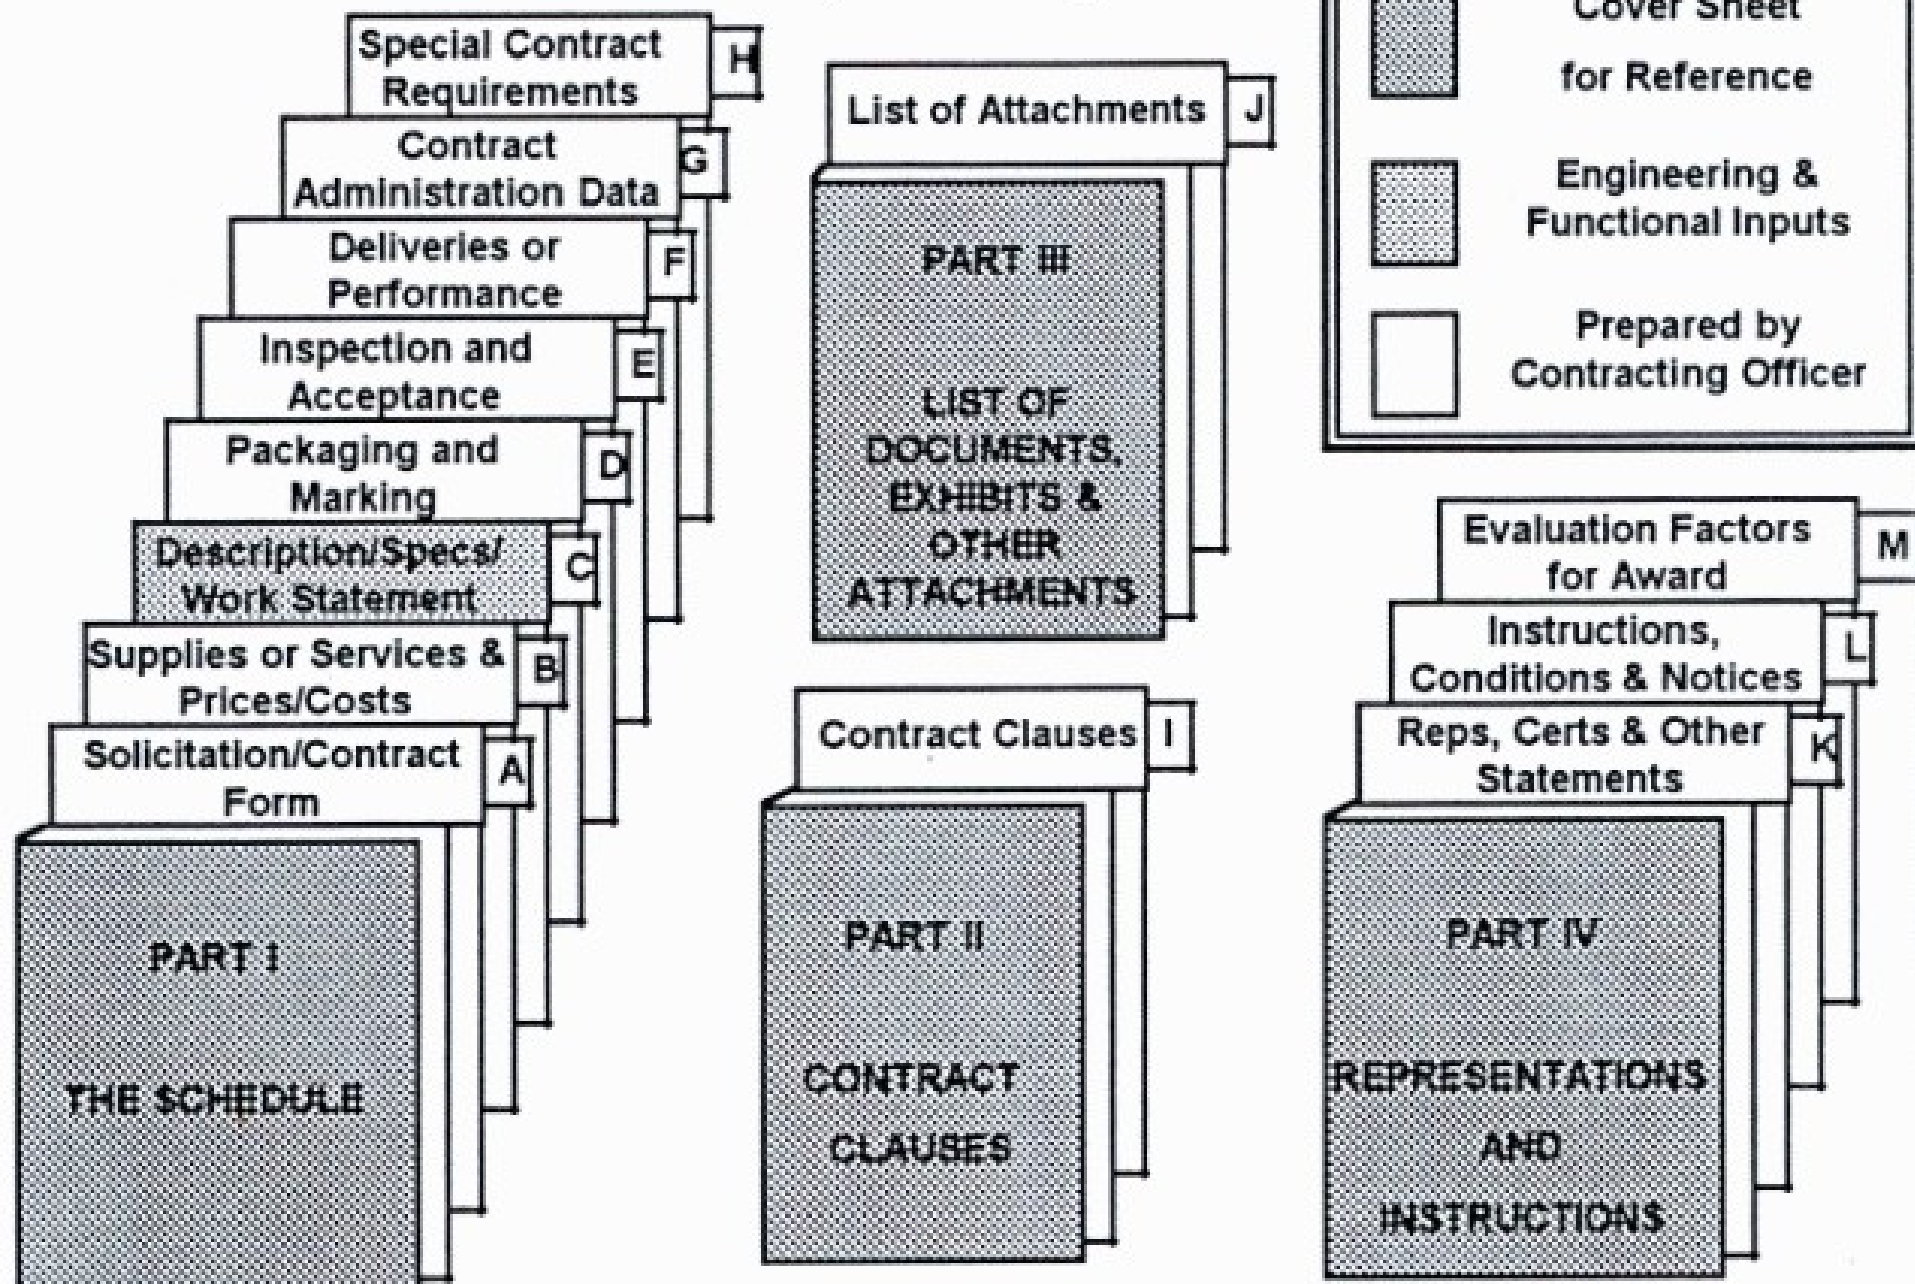 Special Contract
Requirements
H
Contract
Administration Data
G
Deliveries or
Performance
F
Inspection and
Acceptance
E
Packaging and
Marking
D
Description/Specs/
Work Statement
C
Supplies or Services &
Prices/Costs
B
Solicitation/Contract
Form
A
PART I
THE SCHEDULE
List of Attachments
J
PART III
LIST OF
DOCUMENTS,
EXHIBITS &
OTHER
ATTACHMENTS
Contract Clauses
I
PART II
CONTRACT
CLAUSES
Cover Sheet
for Reference
Engineering &
Functional Inputs
Prepared by
Contracting Officer
Evaluation Factors
for Award
M
Instructions,
Conditions & Notices
L
Reps, Certs & Other
Statements
K
PART IV
REPRESENTATIONS
AND
INSTRUCTIONS